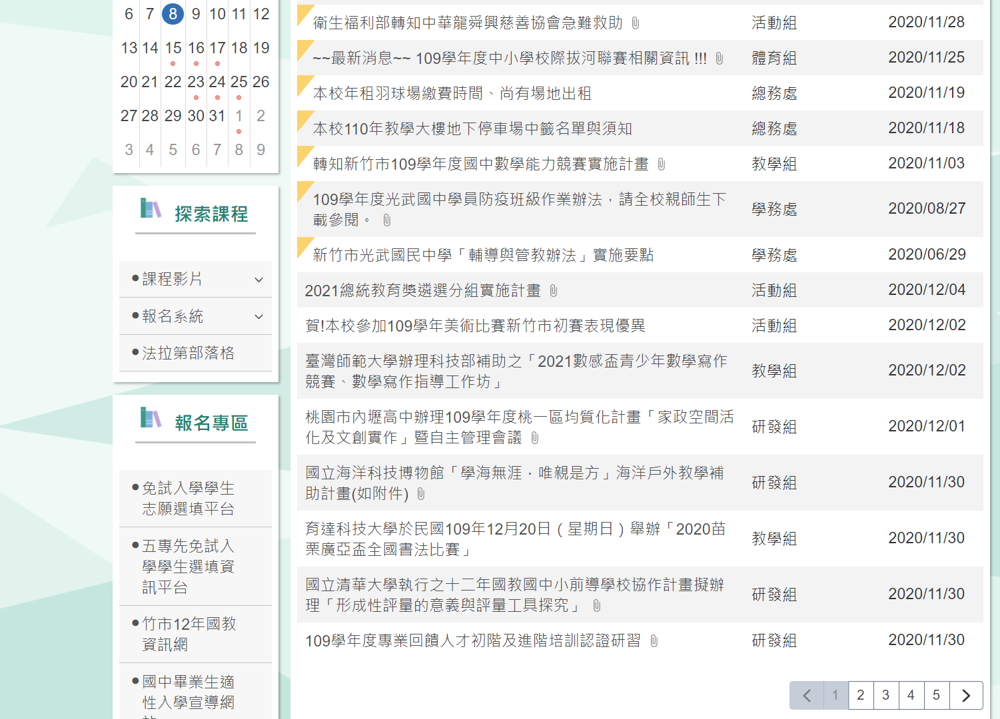 6 7 8 9 10 11 12
13 14 15 16 17 18 19
20 21 22 23 24 25 26
27 28 29 30 31 1 2
3 4 5 6 7 8 9
探索課程
課程影片
報名系統
法拉第部落格
報名專區
免試入學學生
志願選填平台
五專先免試入
學學生選填資
訊平台
竹市12年國教
資訊網
國中畢業生適
性入學宣導網
衛生福利部轉知中華龍舜興慈善協會急難救助 活動組 2020/11/28
~~最新消息~~ 109學年度中小學校際拔河聯賽相關資訊 !!! 體育組 2020/11/25
本校年租羽球場繳費時間、尚有場地出租 總務處 2020/11/19
本校110年教學大樓地下停車場中籤名單與須知 總務處 2020/11/18
轉知新竹市109學年度國中數學能力競賽實施計畫 教學組 2020/11/03
109學年度光武國中學員防疫班級作業辦法，請全校親師生下
載參閱。 學務處 2020/08/27
新竹市光武國民中學「輔導與管教辦法」實施要點 學務處 2020/06/29
2021總統教育獎遴選分組實施計畫 活動組 2020/12/04
賀!本校參加109學年美術比賽新竹市初賽表現優異 活動組 2020/12/02
臺灣師範大學辦理科技部補助之「2021數感盃青少年數學寫作
競賽、數學寫作指導工作坊」 教學組 2020/12/02
桃園市內壢高中辦理109學年度桃一區均質化計畫「家政空間活
化及文創實作」暨自主管理會議 研發組 2020/12/01
國立海洋科技博物館「學海無涯．唯親是方」海洋戶外教學補
助計畫(如附件) 研發組 2020/11/30
育達科技大學於民國109年12月20日（星期日）舉辦「2020苗
栗廣亞盃全國書法比賽」 教學組 2020/11/30
國立清華大學執行之十二年國教國中小前導學校協作計畫擬辦
理「形成性評量的意義與評量工具探究」 研發組 2020/11/30
109學年度專業回饋人才初階及進階培訓認證研習 研發組 2020/11/30
1 2 3 4 5